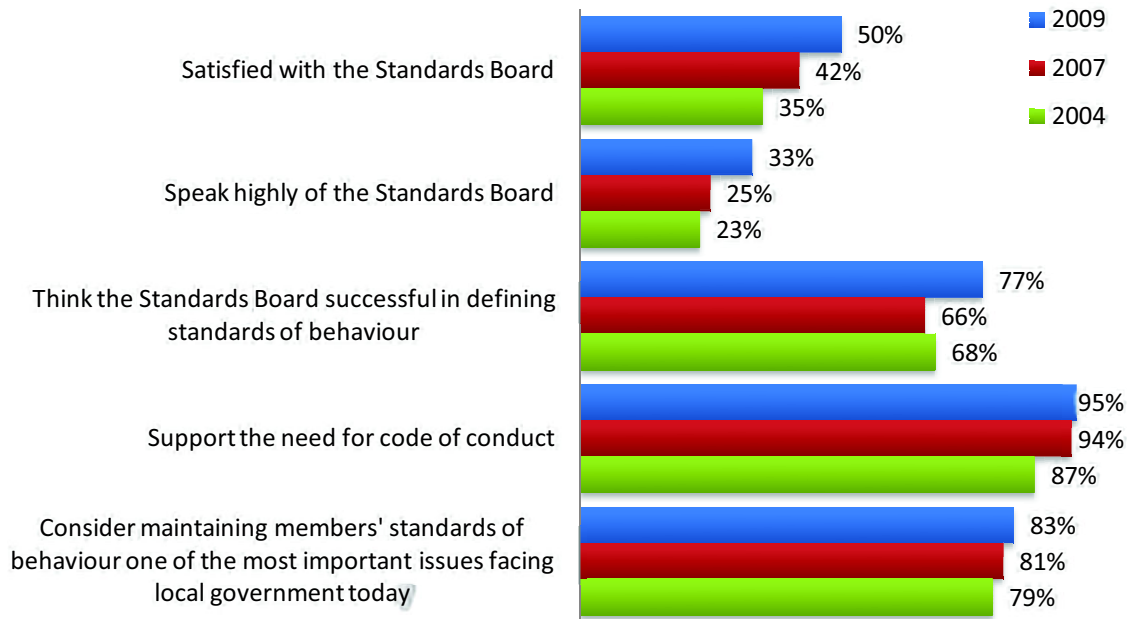 2009
2007
2004
Satisfied with the Standards Board
50%
42%
35%
Speak highly of the Standards Board
33%
25%
23%
Think the Standards Board successful in defining
standards of behaviour
77%
66%
68%
Support the need for code of conduct
95%
94%
87%
Consider maintaining members' standards of
behaviour one of the most important issues facing
local government today
83%
81%
79%